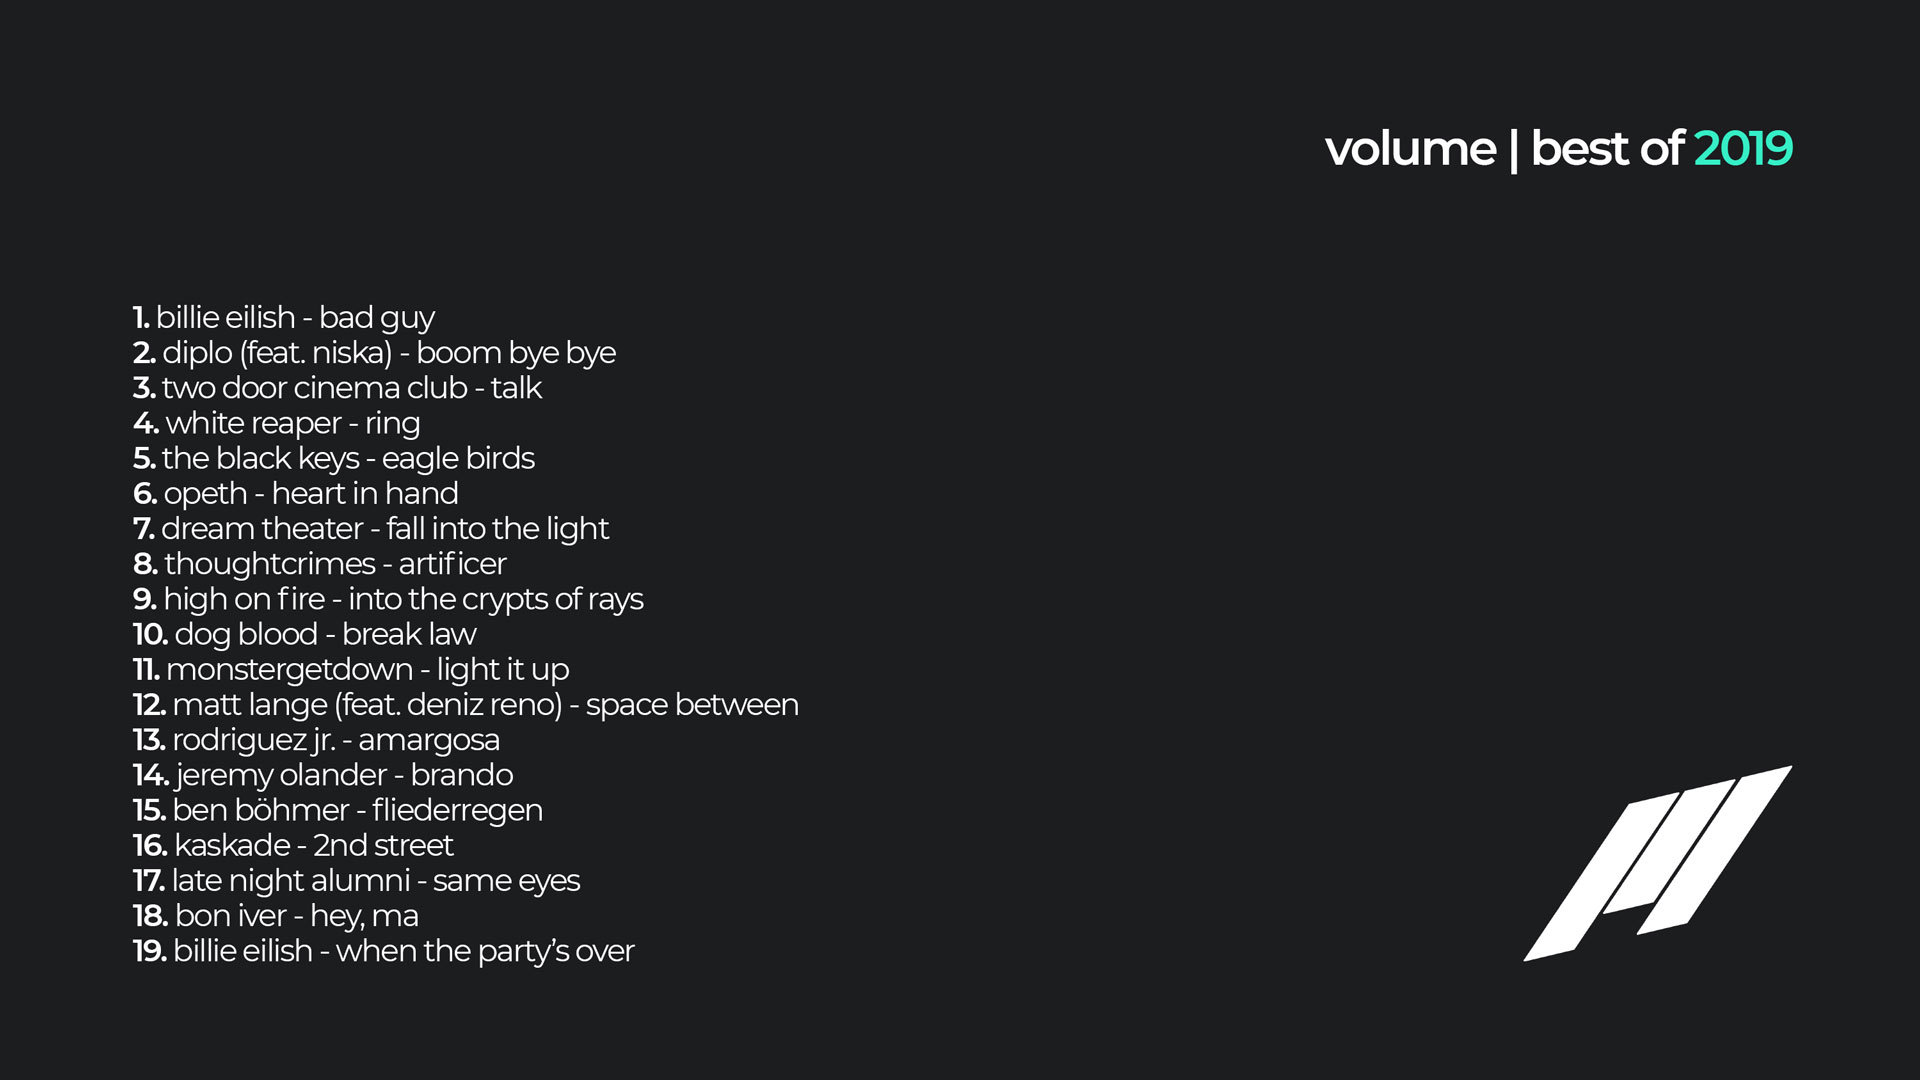 volume | best of 2019
1. billie eilish - bad guy
2. diplo (feat. niska) - boom bye bye
3. two door cinema club - talk
4. white reaper - ring
5. the black keys - eagle birds
6. opeth - heart in hand
7. dream theater - fall into the light
8. thoughtcrimes - artificer
9. high on fire - into the crypts of rays
10. dog blood - break law
11. monstergetdown - light it up
12. matt lange (feat. deniz reno) - space between
13. rodriguez jr. - amargosa
14. jeremy olander - brando
15. ben böhmer - fliederregen
16. kaskade - 2nd street
17. late night alumni - same eyes
18. bon iver - hey, ma
19. billie eilish - when the party’s over